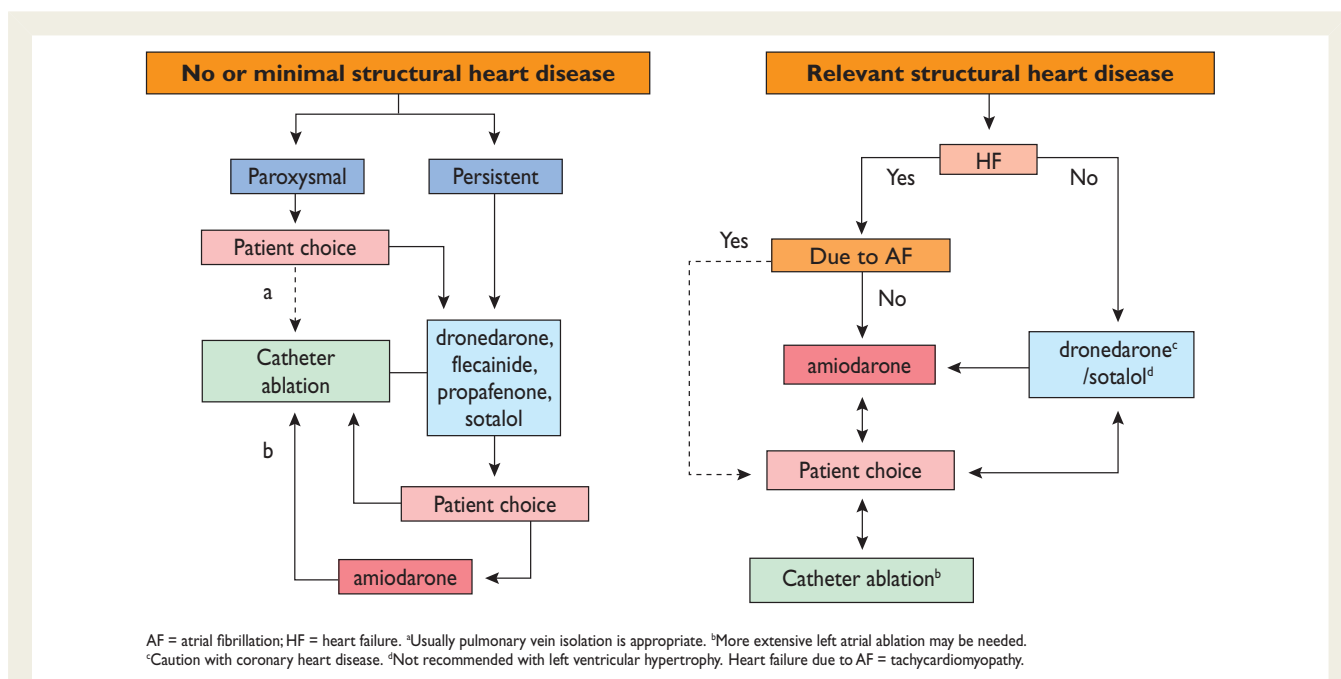 No or minimal structural heart disease
Paroxysmal
Persistent
Patient choice
a
Catheter
ablation
dronedarone,
flecainide,
propafenone,
sotalol
b
Patient choice
amiodarone
Relevant structural heart disease
HF
Yes
No
Yes
Due to AF
No
amiodarone
dronedaroneᶜ
/sotalolᵈ
Patient choice
Catheter ablationᵇ
AF = atrial fibrillation; HF = heart failure. ᵃUsually pulmonary vein isolation is appropriate. ᵇMore extensive left atrial ablation may be needed.
ᶜCaution with coronary heart disease. ᵈNot recommended with left ventricular hypertrophy. Heart failure due to AF = tachycardiomyopathy.